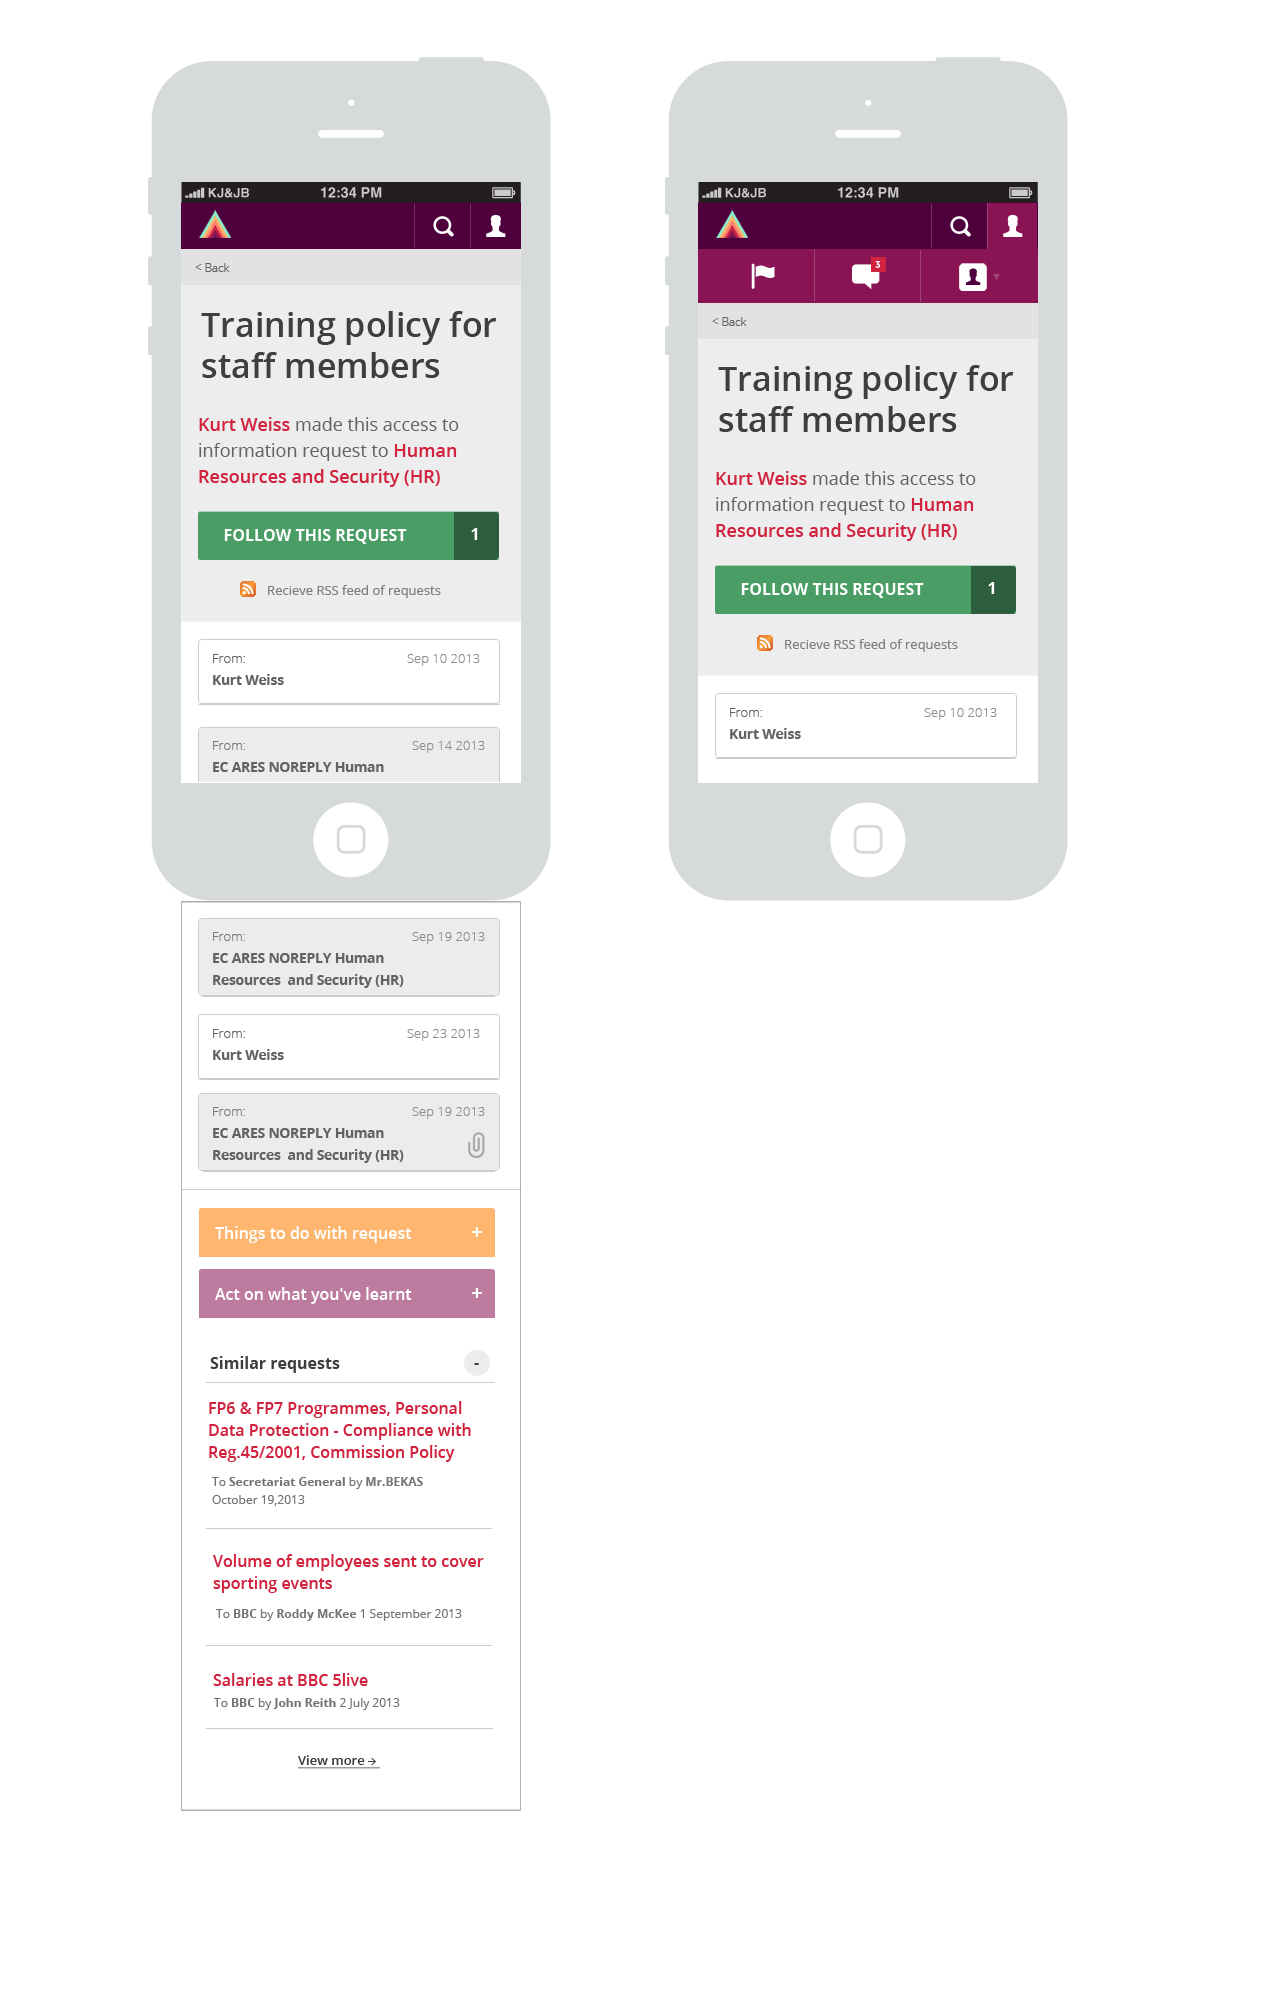 KJ&JB 12:34 PM
< Back
Training policy for
staff members
Kurt Weiss made this access to
information request to Human
Resources and Security (HR)
FOLLOW THIS REQUEST 1
Recieve RSS feed of requests
From: Sep 10 2013
Kurt Weiss
From: Sep 14 2013
EC ARES NOREPLY Human
From: Sep 19 2013
EC ARES NOREPLY Human
Resources and Security (HR)
From: Sep 23 2013
Kurt Weiss
From: Sep 19 2013
EC ARES NOREPLY Human
Resources and Security (HR)
Things to do with request +
Act on what you've learnt +
Similar requests -
FP6 & FP7 Programmes, Personal
Data Protection - Compliance with
Reg.45/2001, Commission Policy
To Secretariat General by Mr.BEKAS
October 19,2013
Volume of employees sent to cover
sporting events
To BBC by Roddy McKee 1 September 2013
Salaries at BBC 5live
To BBC by John Reith 2 July 2013
View more →
KJ&JB 12:34 PM
3
< Back
Training policy for
staff members
Kurt Weiss made this access to
information request to Human
Resources and Security (HR)
FOLLOW THIS REQUEST 1
Recieve RSS feed of requests
From: Sep 10 2013
Kurt Weiss